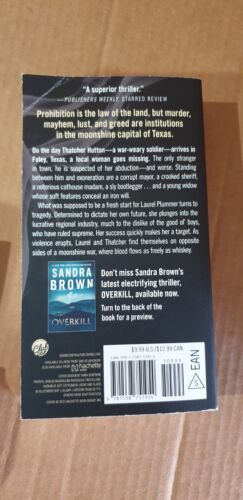 "A superior thriller."
—PUBLISHERS WEEKLY, STARRED REVIEW
Prohibition is the law of the land, but murder,
mayhem, lust, and greed are institutions
in the moonshine capital of Texas.
On the day Thatcher Hutton—a war-weary soldier—arrives in
Foley, Texas, a local woman goes missing. The only stranger
in town, he is suspected of her abduction—and worse. Standing
between him and exoneration are a corrupt mayor, a crooked sheriff,
a notorious cathouse madam, a sly bootlegger . . . and a young widow
whose soft features conceal an iron will.
What was supposed to be a fresh start for Laurel Plummer turns to
tragedy. Determined to dictate her own future, she plunges into the
lucrative regional industry, much to the dislike of the good ol' boys,
who have ruled supreme. Her success quickly makes her a target. As
violence erupts, Laurel and Thatcher find themselves on opposite
sides of a moonshine war, where blood flows as freely as whiskey.
SANDRA
BROWN
OVERKILL
Don't miss Sandra Brown's
latest electrifying thriller,
OVERKILL, available now.
Turn to the back of the
book for a preview.
hachette
$9.99 US/$12.99 CAN
EAN
S